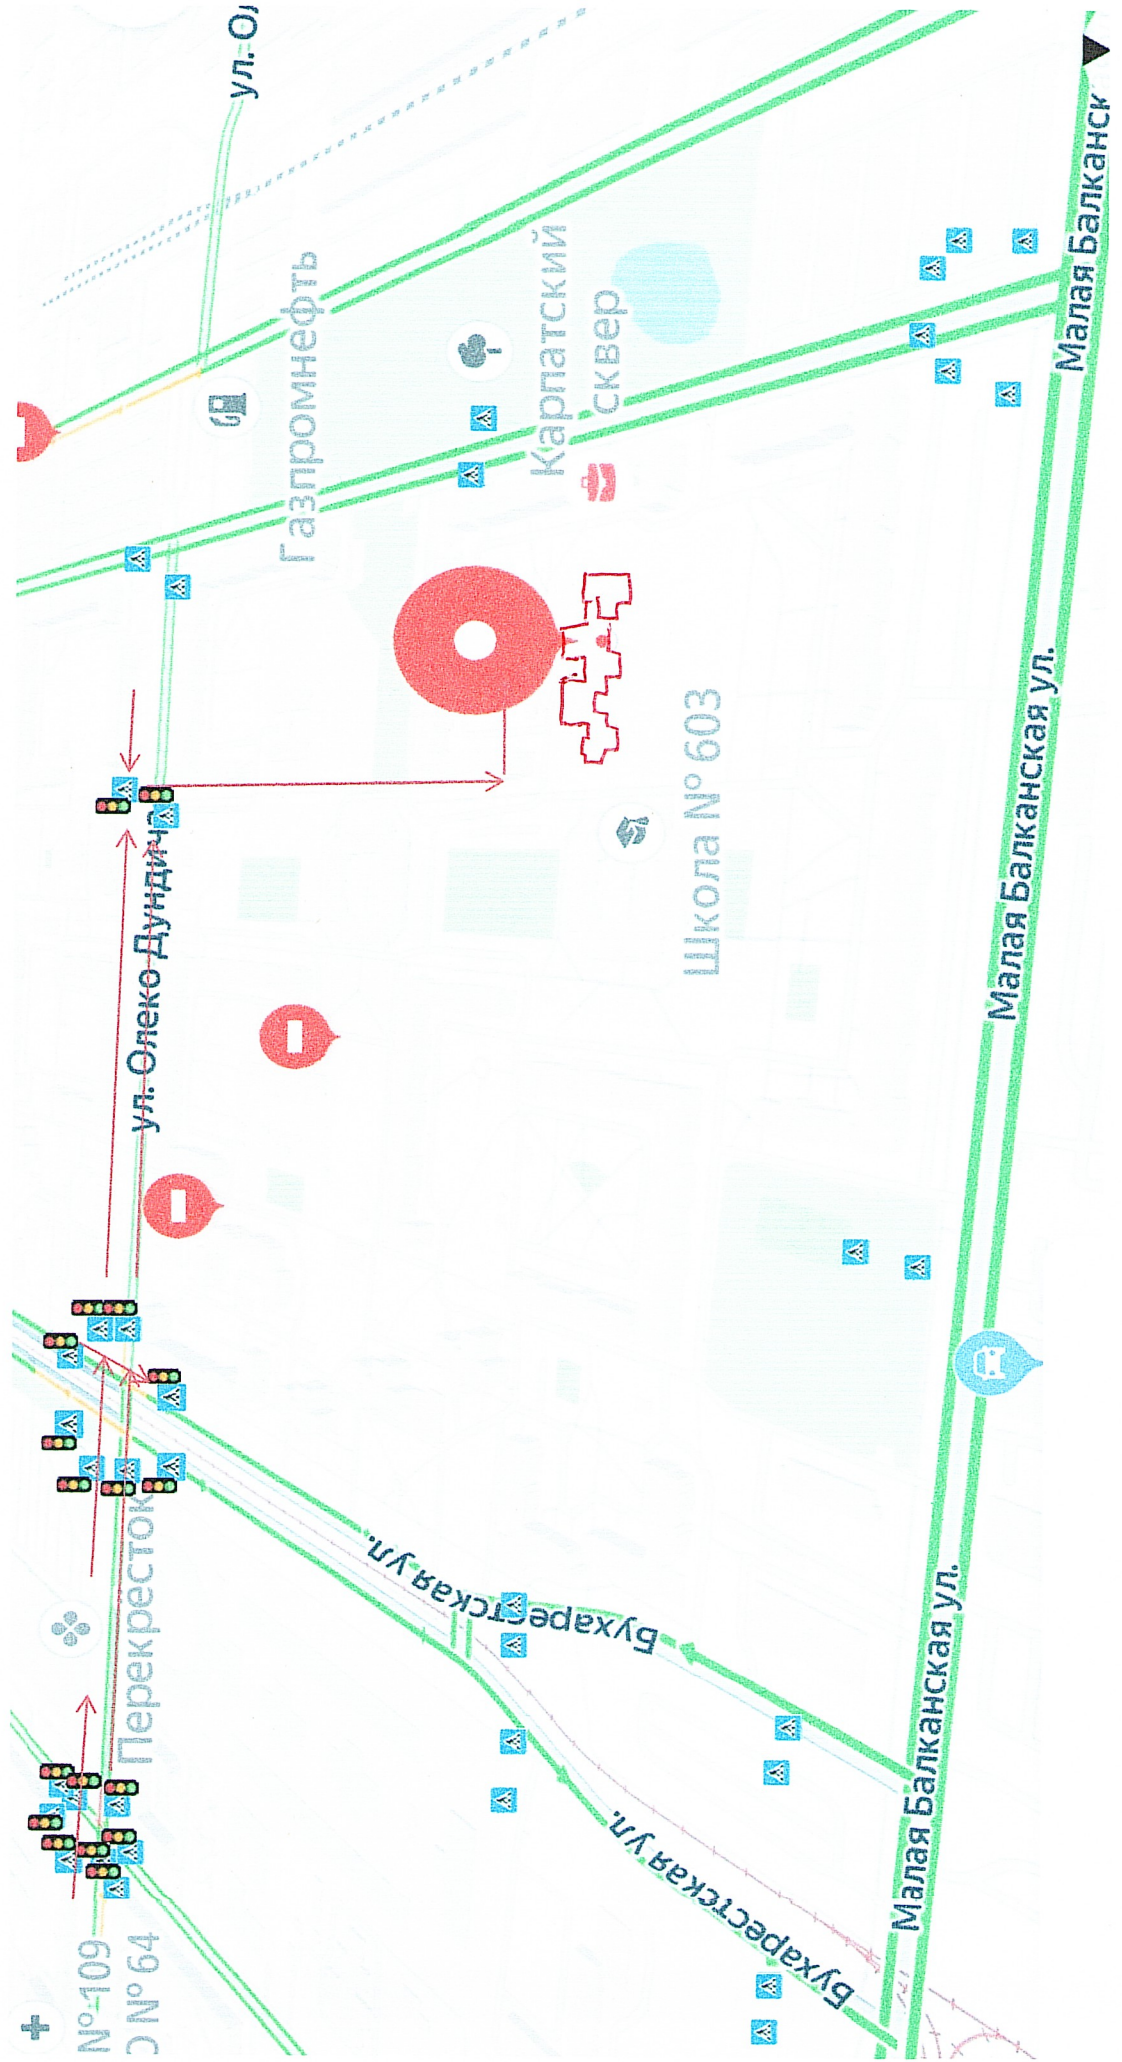 ул. Ол
Газпромнефть
Карпатский
сквер
Малая Балканск
ул. Олеко Дундича
Школа № 603
Малая Балканская ул.
Перекресток
Бухарестская ул.
Малая Балканская ул.
Бухарестская ул.
№ 109
№ 64